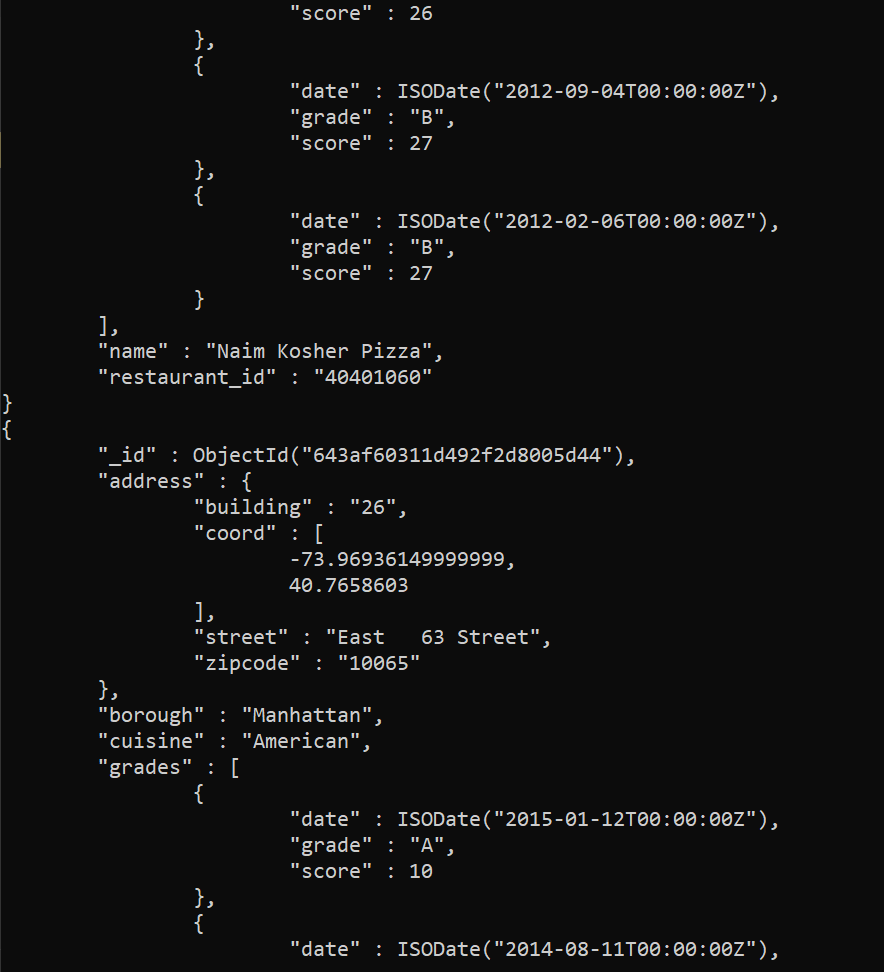 "score" : 26
},
{
"date" : ISODate("2012-09-04T00:00:00Z"),
"grade" : "B",
"score" : 27
},
{
"date" : ISODate("2012-02-06T00:00:00Z"),
"grade" : "B",
"score" : 27
}
],
"name" : "Naim Kosher Pizza",
"restaurant_id" : "40401060"
}
{
"_id" : ObjectId("643af60311d492f2d8005d44"),
"address" : {
"building" : "26",
"coord" : [
-73.96936149999999,
40.7658603
],
"street" : "East   63 Street",
"zipcode" : "10065"
},
"borough" : "Manhattan",
"cuisine" : "American",
"grades" : [
{
"date" : ISODate("2015-01-12T00:00:00Z"),
"grade" : "A",
"score" : 10
},
{
"date" : ISODate("2014-08-11T00:00:00Z"),